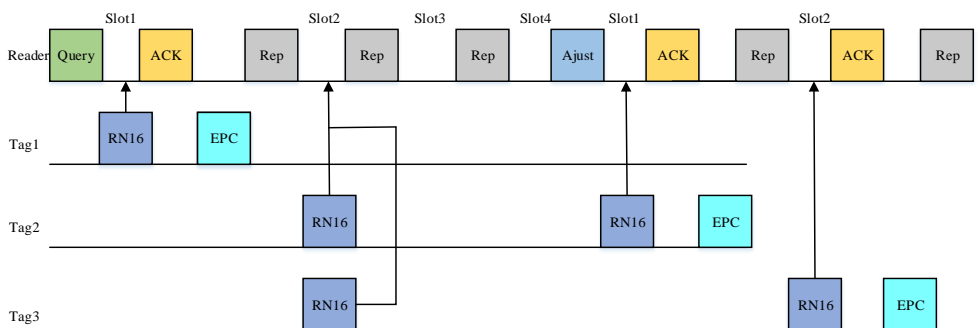 Slot1 Slot2 Slot3 Slot4 Slot1 Slot2
Reader Query ACK Rep Rep Rep Ajust ACK Rep ACK Rep
Tag1 RN16 EPC
Tag2 RN16 RN16 EPC
Tag3 RN16 RN16 EPC